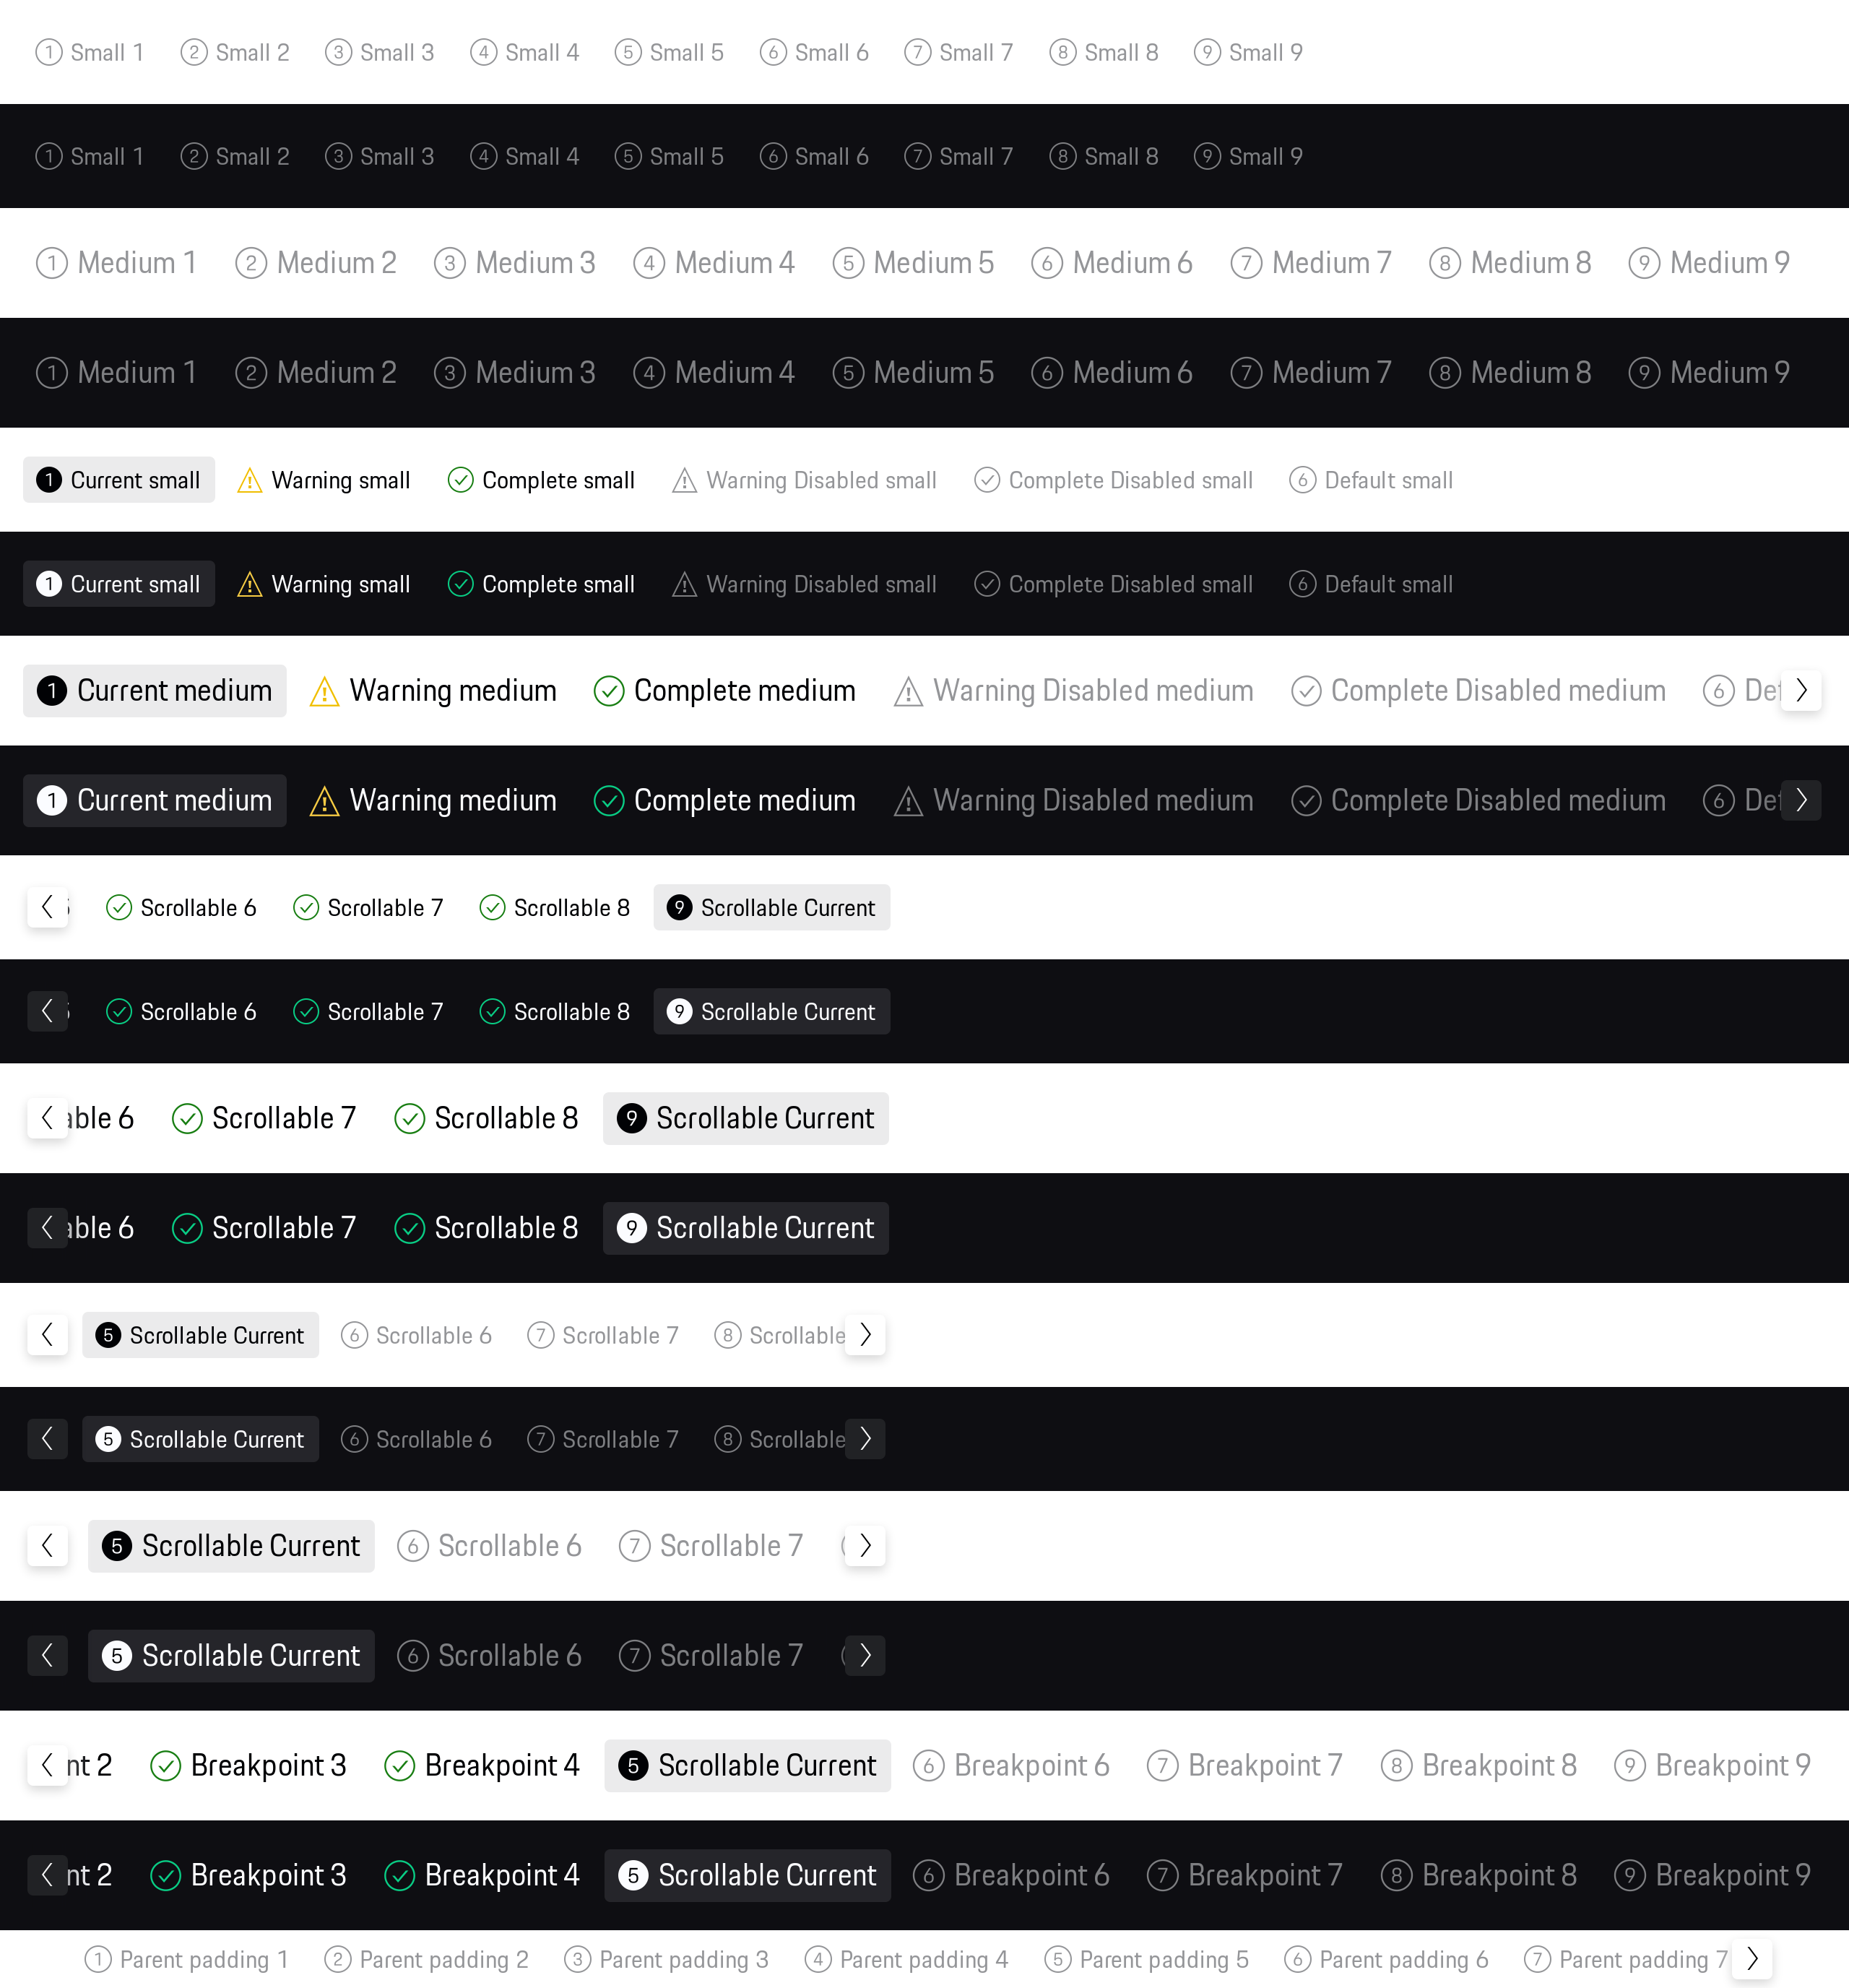 1 Small 1 2 Small 2 3 Small 3 4 Small 4 5 Small 5 6 Small 6 7 Small 7 8 Small 8 9 Small 9
1 Small 1 2 Small 2 3 Small 3 4 Small 4 5 Small 5 6 Small 6 7 Small 7 8 Small 8 9 Small 9
1 Medium 1 2 Medium 2 3 Medium 3 4 Medium 4 5 Medium 5 6 Medium 6 7 Medium 7 8 Medium 8 9 Medium 9
1 Medium 1 2 Medium 2 3 Medium 3 4 Medium 4 5 Medium 5 6 Medium 6 7 Medium 7 8 Medium 8 9 Medium 9
1 Current small Warning small Complete small Warning Disabled small Complete Disabled small 6 Default small
1 Current small Warning small Complete small Warning Disabled small Complete Disabled small 6 Default small
1 Current medium Warning medium Complete medium Warning Disabled medium Complete Disabled medium 6 De
1 Current medium Warning medium Complete medium Warning Disabled medium Complete Disabled medium 6 De
Scrollable 6 Scrollable 7 Scrollable 8 9 Scrollable Current
Scrollable 6 Scrollable 7 Scrollable 8 9 Scrollable Current
able 6 Scrollable 7 Scrollable 8 9 Scrollable Current
able 6 Scrollable 7 Scrollable 8 9 Scrollable Current
5 Scrollable Current 6 Scrollable 6 7 Scrollable 7 8 Scrollable
5 Scrollable Current 6 Scrollable 6 7 Scrollable 7 8 Scrollable
5 Scrollable Current 6 Scrollable 6 7 Scrollable 7
5 Scrollable Current 6 Scrollable 6 7 Scrollable 7
nt 2 Breakpoint 3 Breakpoint 4 5 Scrollable Current 6 Breakpoint 6 7 Breakpoint 7 8 Breakpoint 8 9 Breakpoint 9
nt 2 Breakpoint 3 Breakpoint 4 5 Scrollable Current 6 Breakpoint 6 7 Breakpoint 7 8 Breakpoint 8 9 Breakpoint 9
1 Parent padding 1 2 Parent padding 2 3 Parent padding 3 4 Parent padding 4 5 Parent padding 5 6 Parent padding 6 7 Parent padding 7